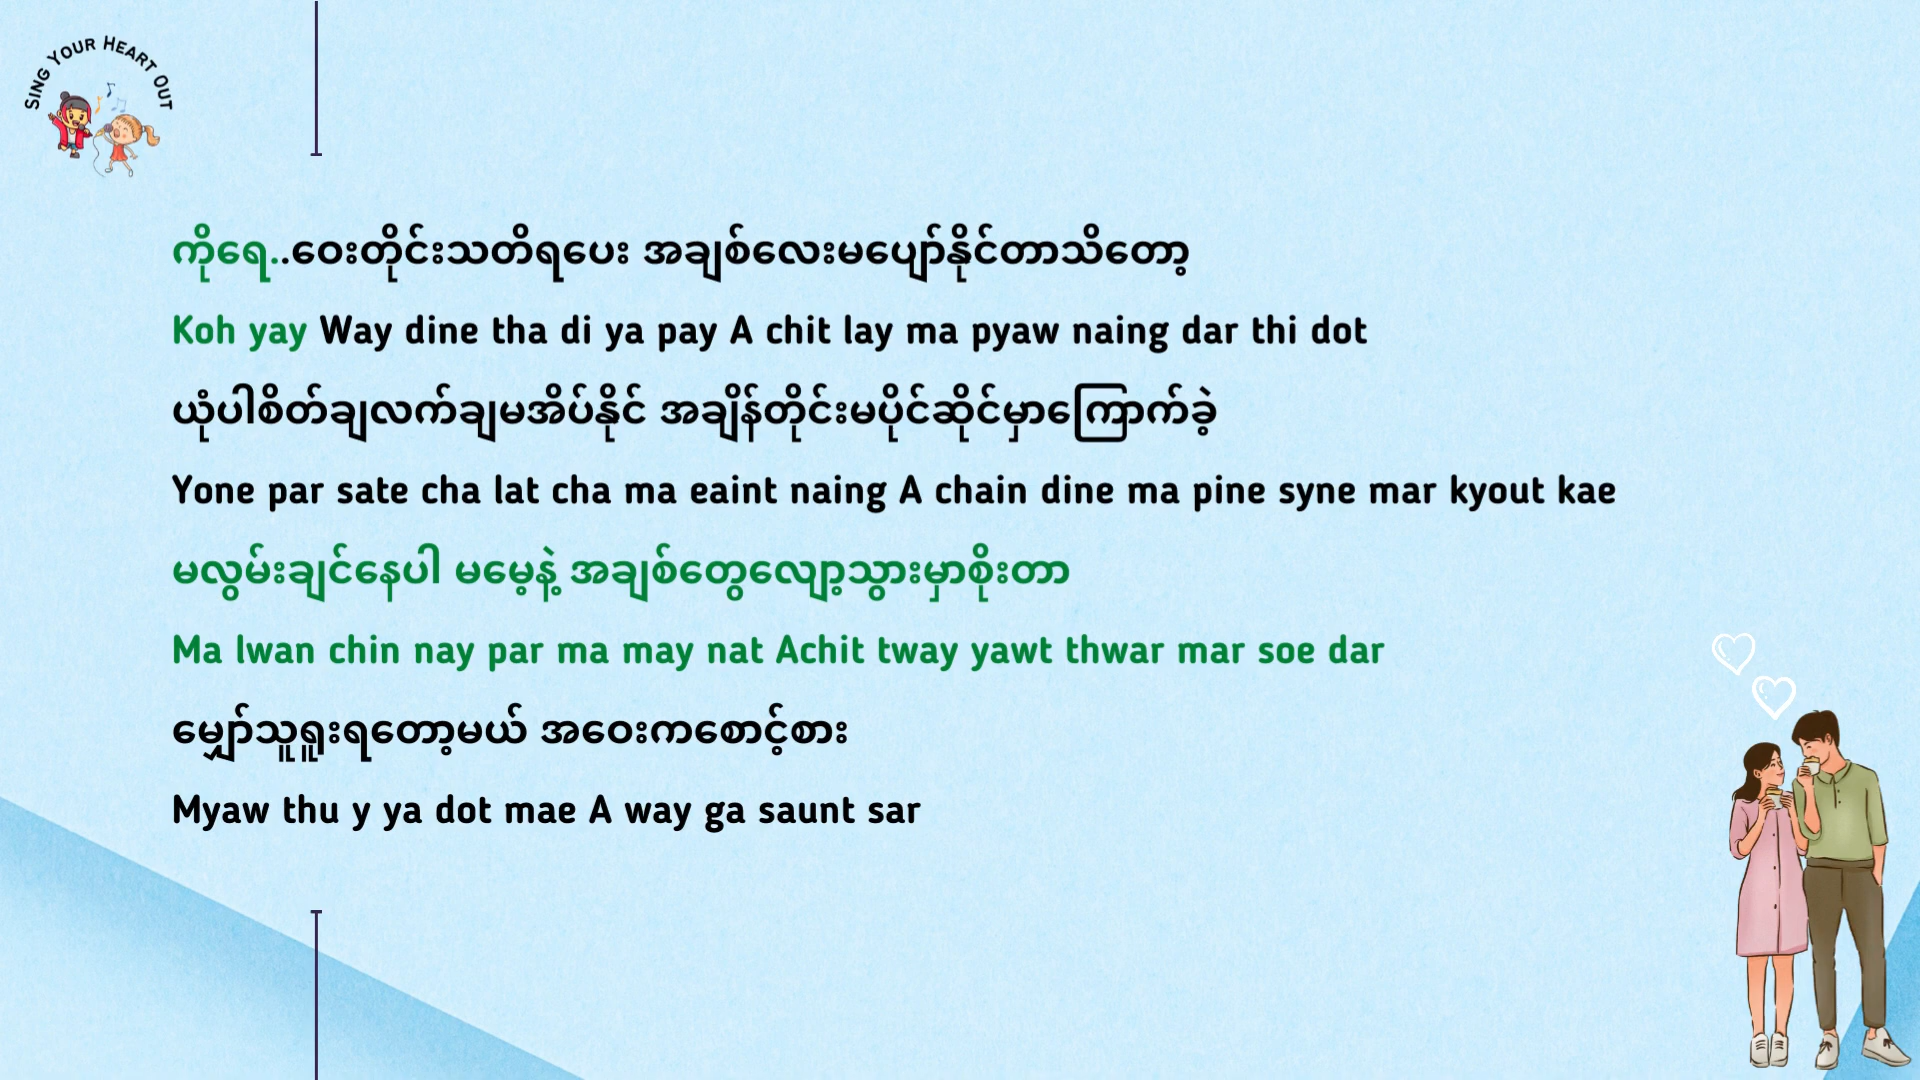 Sing Your Heart Out
ကိုရေ..ဝေးတိုင်းသတိရပေး အချစ်လေးမပျော်နိုင်တာသိတော့
Koh yay Way dine tha di ya pay A chit lay ma pyaw naing dar thi dot
ယုံပါစိတ်ချလက်ချမအိပ်နိုင် အချိန်တိုင်းမပိုင်ဆိုင်မှာကြောက်ခဲ့
Yone par sate cha lat cha ma eaint naing A chain dine ma pine syne mar kyout kae
မလွမ်းချင်နေပါ မမေ့နဲ့ အချစ်တွေလျော့သွားမှာစိုးတာ
Ma lwan chin nay par ma may nat Achit tway yawt thwar mar soe dar
မျှော်သူရူးရတော့မယ် အဝေးကစောင့်စား
Myaw thu y ya dot mae A way ga saunt sar